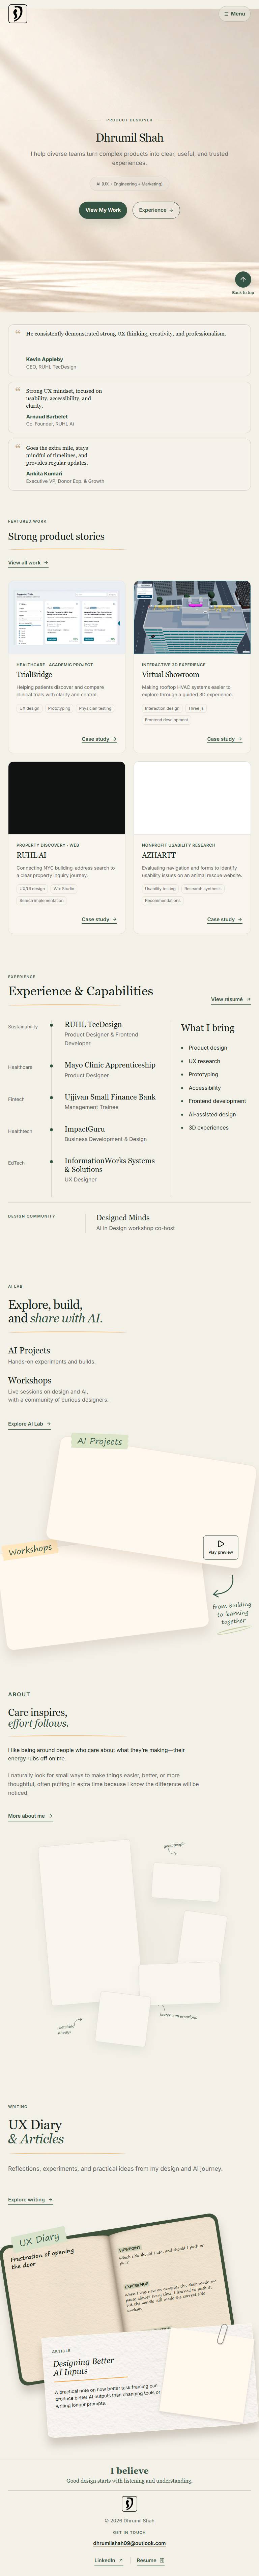 Menu
PRODUCT DESIGNER
Dhrumil Shah
I help diverse teams turn complex products into clear, useful, and trusted
experiences.
AI (UX + Engineering + Marketing)
View My Work
Experience →
Back to top
He consistently demonstrated strong UX thinking, creativity, and professionalism.
Kevin Appleby
CEO, RUHL TecDesign
Strong UX mindset, focused on
usability, accessibility, and
clarity.
Arnaud Barbelet
Co-Founder, RUHL AI
Goes the extra mile, stays
mindful of timelines, and
provides regular updates.
Ankita Kumari
Executive VP, Donor Exp. & Growth
FEATURED WORK
Strong product stories
View all work →
HEALTHCARE · ACADEMIC PROJECT
TrialBridge
Helping patients discover and compare
clinical trials with clarity and control.
UX design
Prototyping
Physician testing
Case study →
INTERACTIVE 3D EXPERIENCE
Virtual Showroom
Making rooftop HVAC systems easier to
explore through a guided 3D experience.
Interaction design
Three.js
Frontend development
Case study →
PROPERTY DISCOVERY · WEB
RUHL AI
Connecting NYC building-address search to
a clear property inquiry journey.
UX/UI design
Wix Studio
Search implementation
Case study →
NONPROFIT USABILITY RESEARCH
AZHARTT
Evaluating navigation and forms to identify
usability issues on an animal rescue website.
Usability testing
Research synthesis
Recommendations
Case study →
EXPERIENCE
Experience & Capabilities
View résumé ↗
Sustainability
RUHL TecDesign
Product Designer & Frontend
Developer
Healthcare
Mayo Clinic Apprenticeship
Product Designer
Fintech
Ujjivan Small Finance Bank
Management Trainee
Healthtech
ImpactGuru
Business Development & Design
EdTech
InformationWorks Systems
& Solutions
UX Designer
What I bring
Product design
UX research
Prototyping
Accessibility
Frontend development
AI-assisted design
3D experiences
DESIGN COMMUNITY
Designed Minds
AI in Design workshop co-host
AI LAB
Explore, build,
and share with AI.
AI Projects
Hands-on experiments and builds.
Workshops
Live sessions on design and AI,
with a community of curious designers.
Explore AI Lab →
AI Projects
Play preview
Workshops
from building
to learning
together
ABOUT
Care inspires,
effort follows.
I like being around people who care about what they're making—their
energy rubs off on me.
I naturally look for small ways to make things easier, better, or more
thoughtful, often putting in extra time because I know the difference will be
noticed.
More about me →
good people
sketching
always
better conversations
WRITING
UX Diary
& Articles
Reflections, experiments, and practical ideas from my design and AI journey.
Explore writing →
UX Diary
Frustration of opening
the door
VIEWPOINT
Which side should I use, and should I push or
pull?
EXPERIENCE
ARTICLE
Designing Better
AI Inputs
A practical note on how better task framing can
produce better AI outputs than changing tools or
writing longer prompts.
I believe
Good design starts with listening and understanding.
© 2026 Dhrumil Shah
GET IN TOUCH
dhrumilshah09@outlook.com
LinkedIn ↗
Resume